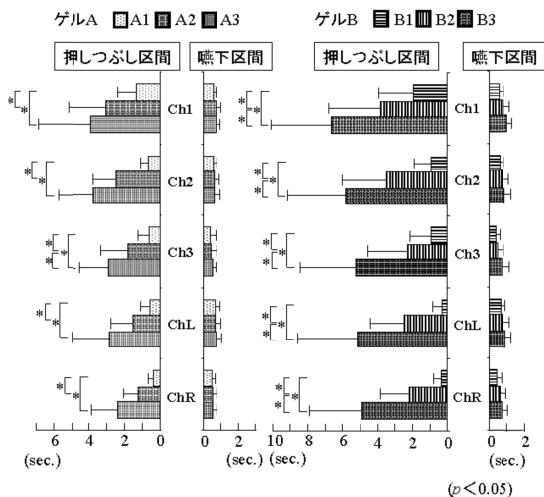 ゲルA A1 A2 A3 ゲルB B1 B2 B3
押しつぶし区間 嚥下区間 押しつぶし区間 嚥下区間
* * Ch1 * * * Ch1
* * Ch2 * * * Ch2
* * * Ch3 * * * Ch3
* * ChL * * * ChL
* * ChR * * * ChR
6 4 2 0 0 2 10 8 6 4 2 0 0 2
(sec.) (sec.) (sec.) (sec.)
(p<0.05)